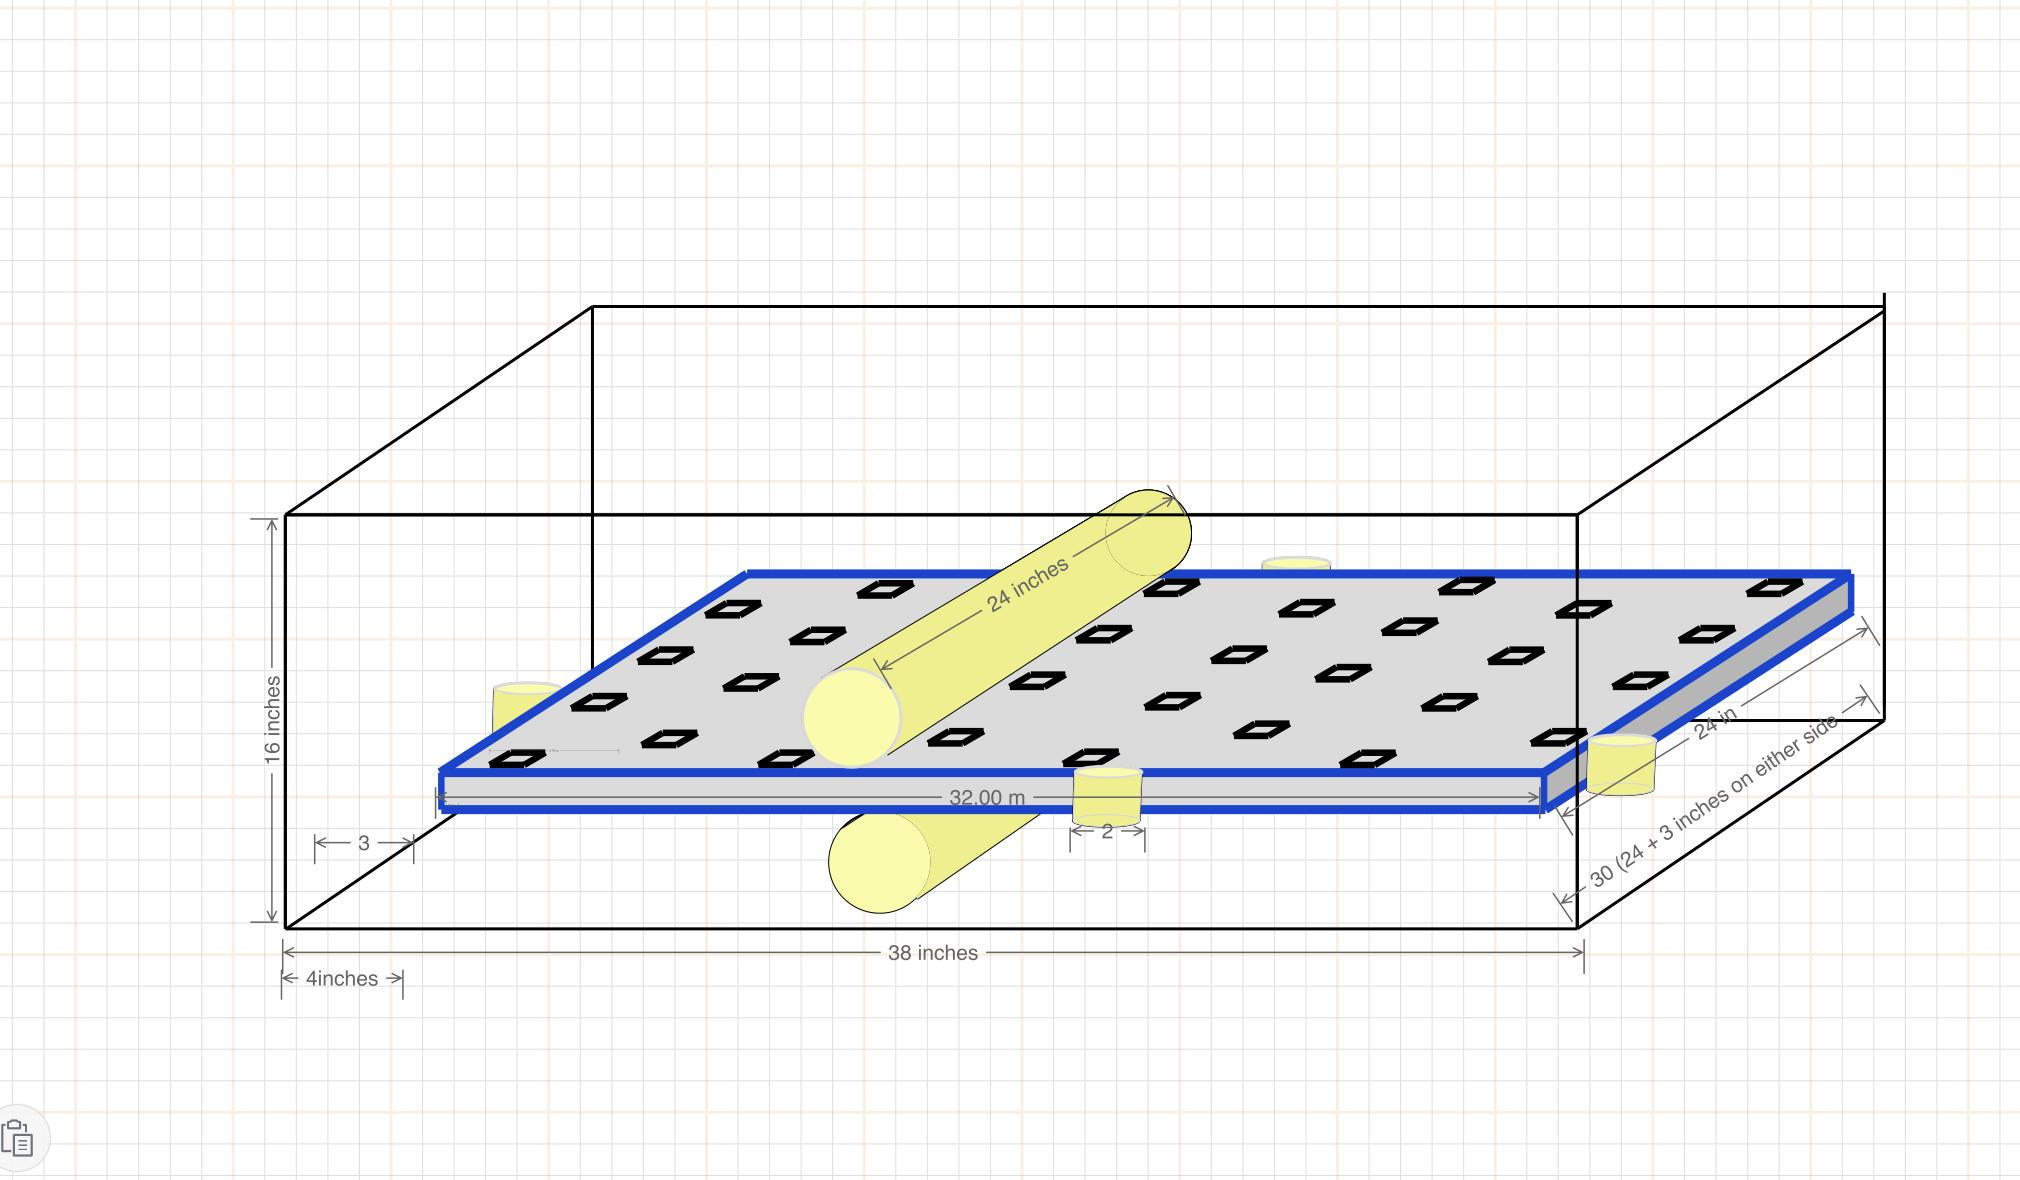 24 inches
16 inches
32.00 m
24 in
2
3
30 (24 + 3 inches on either side
38 inches
4inches